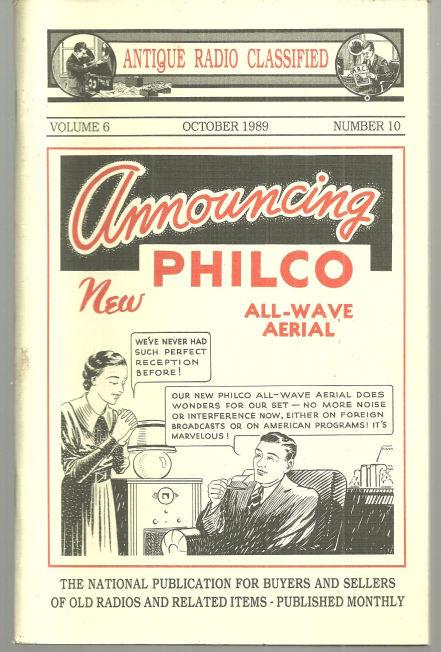 ANTIQUE RADIO CLASSIFIED
VOLUME 6 OCTOBER 1989 NUMBER 10
Announcing
New PHILCO
ALL-WAVE
AERIAL
WE'VE NEVER HAD
SUCH PERFECT
RECEPTION
BEFORE!
OUR NEW PHILCO ALL-WAVE AERIAL DOES
WONDERS FOR OUR SET — NO MORE NOISE
OR INTERFERENCE NOW, EITHER ON FOREIGN
BROADCASTS OR ON AMERICAN PROGRAMS! IT'S
MARVELOUS!
THE NATIONAL PUBLICATION FOR BUYERS AND SELLERS
OF OLD RADIOS AND RELATED ITEMS - PUBLISHED MONTHLY